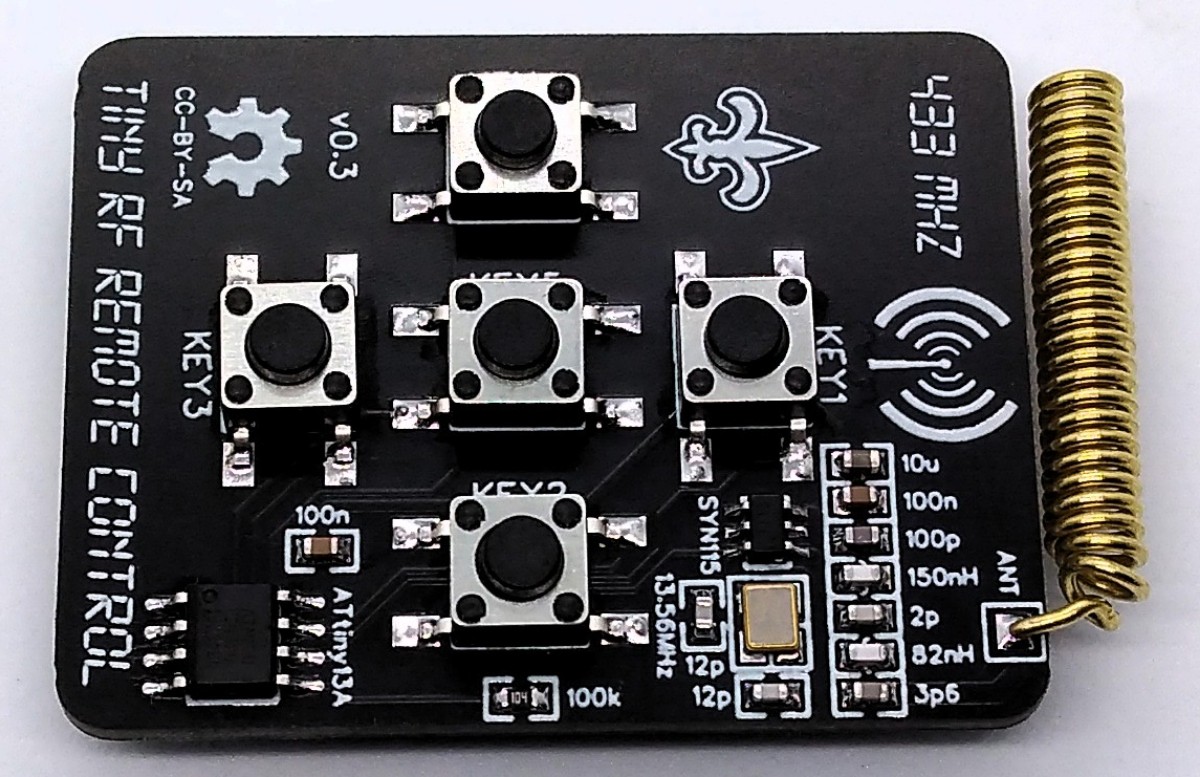 TINY RF REMOTE CONTROL
CC-BY-SA
v0.3
433 MHZ
KEY5
KEY3
KEY1
10u
100n
100p
150nH
2p
82nH
3p6
SYN115
13.56MHz
12p
12p
ANT
100n
ATtiny13A
104
100k